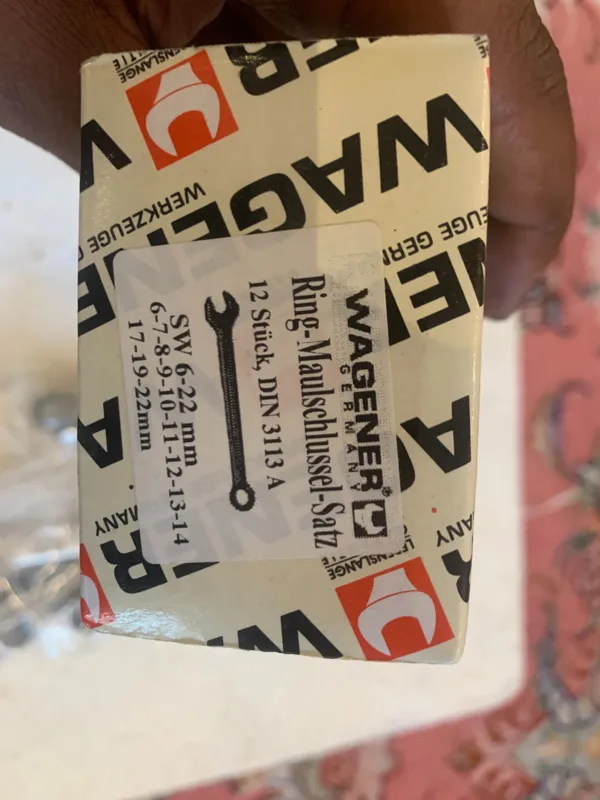 WAGENER®
GERMANY
Ring-Maulschlussel-Satz
12 Stück, DIN 3113 A
SW 6-22 mm
6-7-8-9-10-11-12-13-14
17-19-22mm
WAGENER
WERKZEUGE